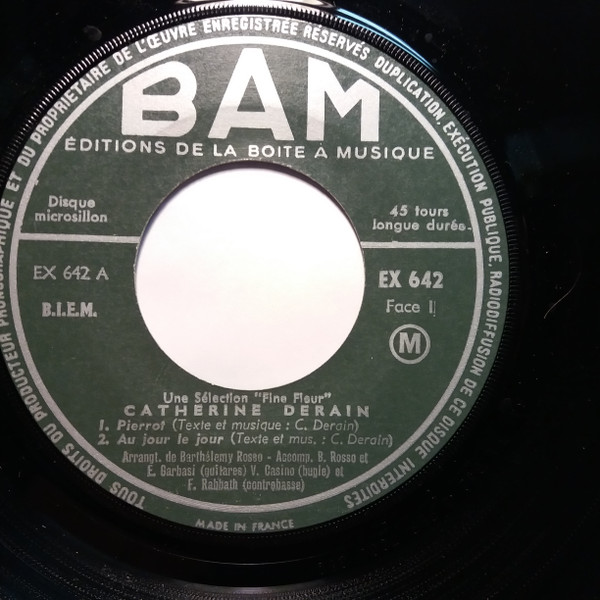 TOUS DROITS DU PRODUCTEUR PHONOGRAPHIQUE ET DU PROPRIETAIRE DE L'ŒUVRE ENREGISTRÉE RÉSERVÉS DUPLICATION, EXÉCUTION PUBLIQUE, RADIODIFFUSION DE CE DISQUE INTERDITES
BAM
ÉDITIONS DE LA BOITE A MUSIQUE
Disque
microsillon
45 tours
longue durée
EX 642 A
EX 642
B.I.E.M.
Face 1
M
Une Sélection "Fine Fleur"
CATHERINE DERAIN
1. Pierrot (Texte et musique : C. Derain)
2. Au jour le jour (Texte et mus. : C. Derain)
Arrangt. de Barthélemy Rosso - Accomp. B. Rosso et
E. Garbasi (guitares) V. Casino (bugle) et
F. Rabbath (contrebasse)
MADE IN FRANCE